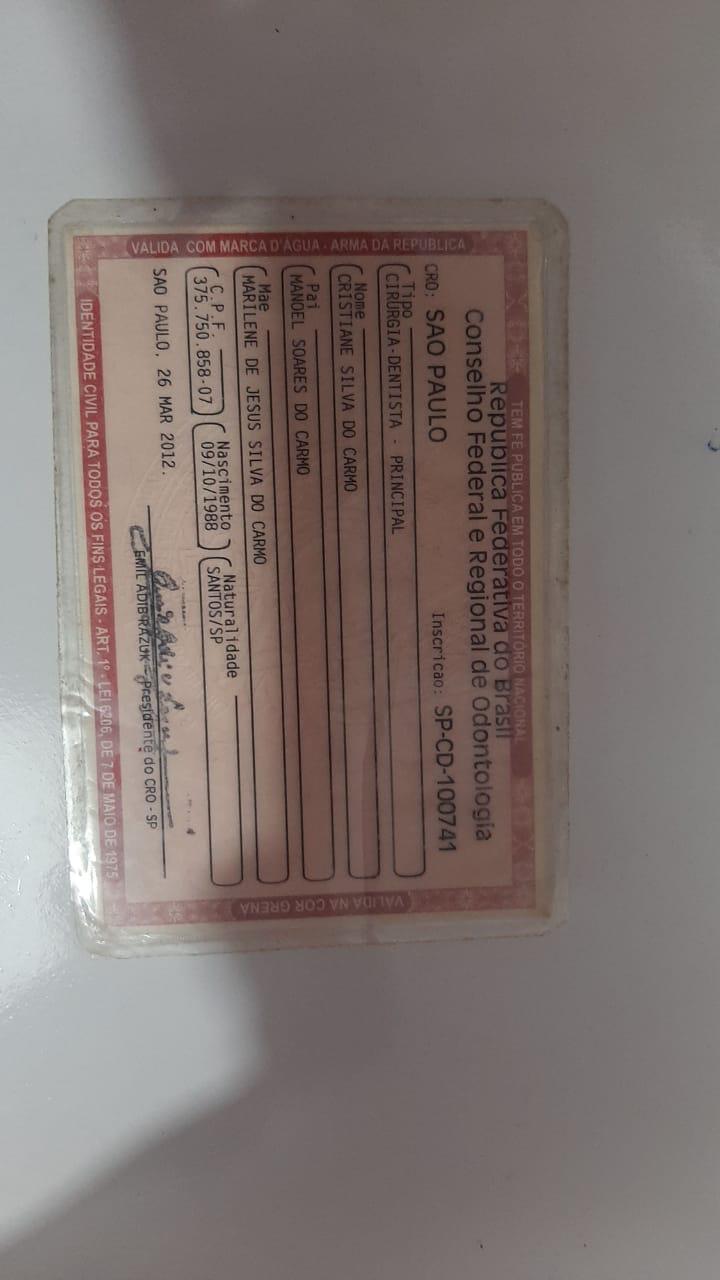 TEM FE PUBLICA EM TODO O TERRITORIO NACIONAL
Republica Federativa do Brasil
Conselho Federal e Regional de Odontologia
CRO: SAO PAULO Inscricao: SP-CD-100741
Tipo
CIRURGIA-DENTISTA - PRINCIPAL
Nome
CRISTIANE SILVA DO CARMO
Pai
MANOEL SOARES DO CARMO
Mae
MARILENE DE JESUS SILVA DO CARMO
C.P.F. Nascimento Naturalidade
375.750.858-07 09/10/1988 SANTOS/SP
SAO PAULO, 26 MAR 2012.
EMIL ADIB RAZUK - Presidente do CRO - SP
IDENTIDADE CIVIL PARA TODOS OS FINS LEGAIS - ART. 1º - LEI 6206, DE 7 DE MAIO DE 1975
VALIDA COM MARCA D'ÁGUA - ARMA DA REPUBLICA
VALIDA NA COR GRENA